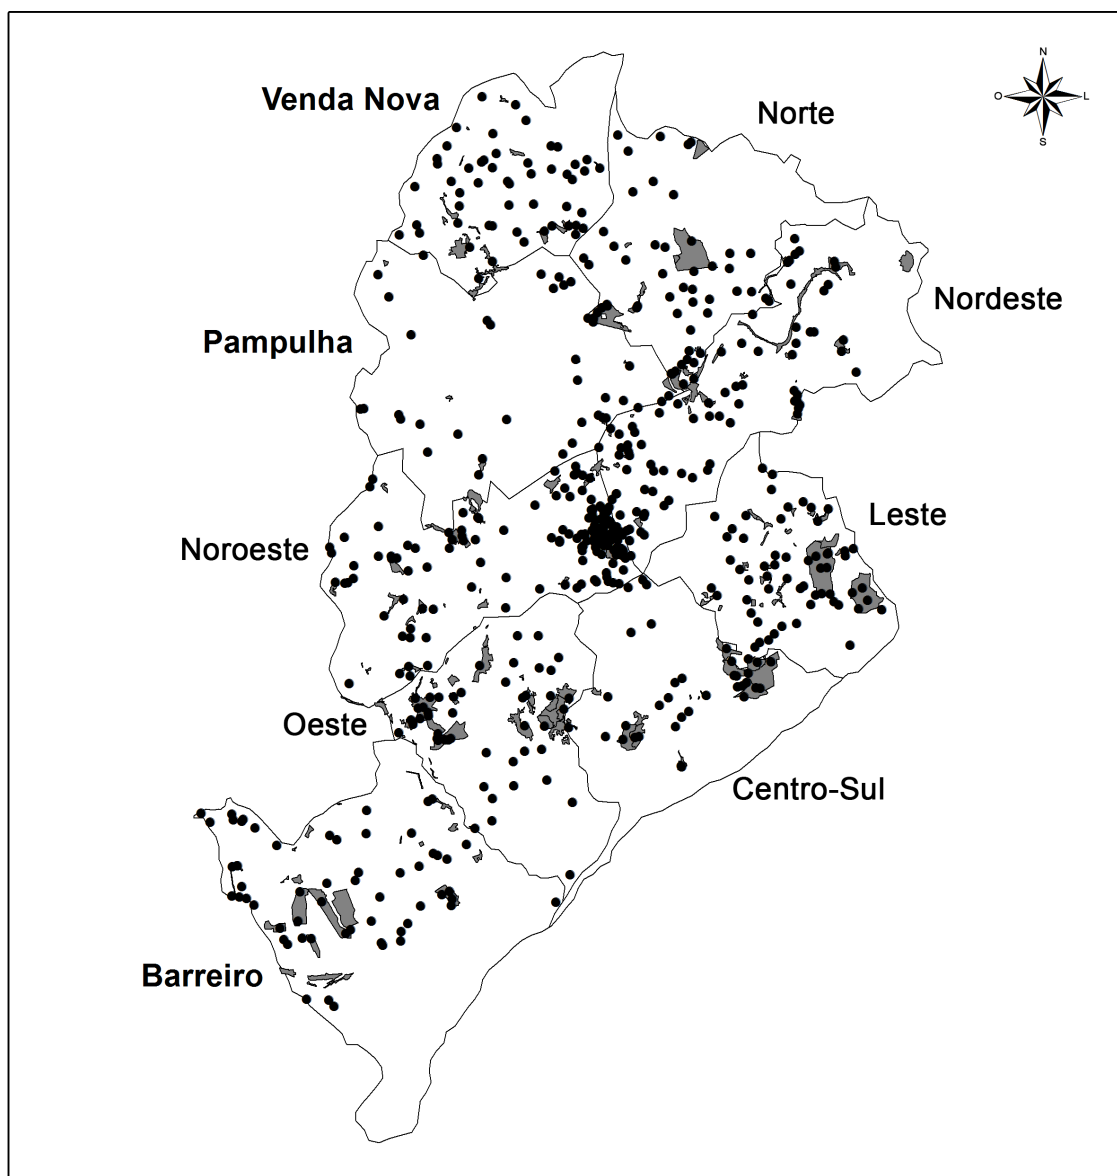 N
Venda Nova
O
L
Norte
S
Nordeste
Pampulha
Leste
Noroeste
Oeste
Centro-Sul
Barreiro